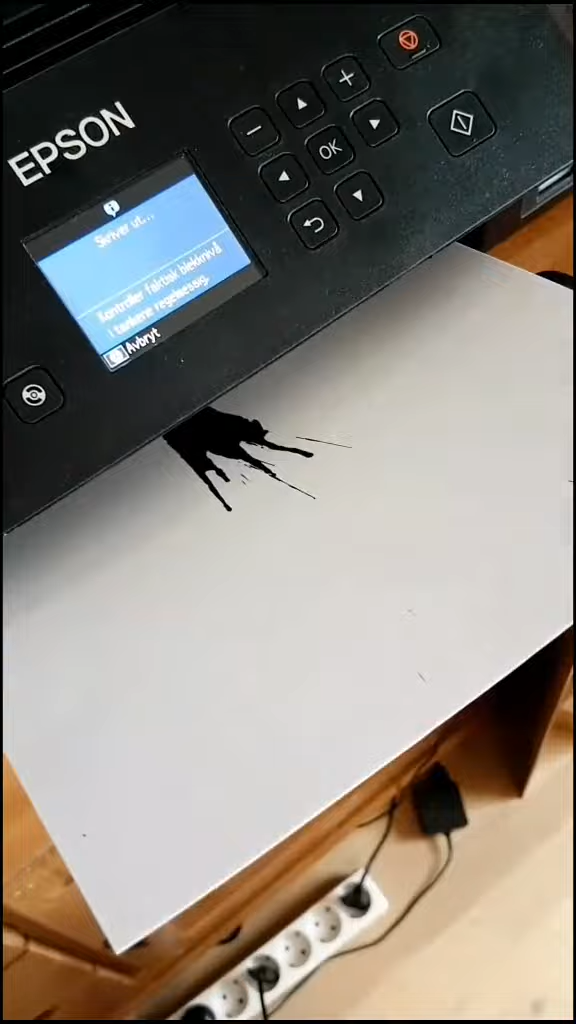 EPSON
Skriver ut...
Kontroller faktisk blekknivå
i tankene regelmessig.
Avbryt
OK